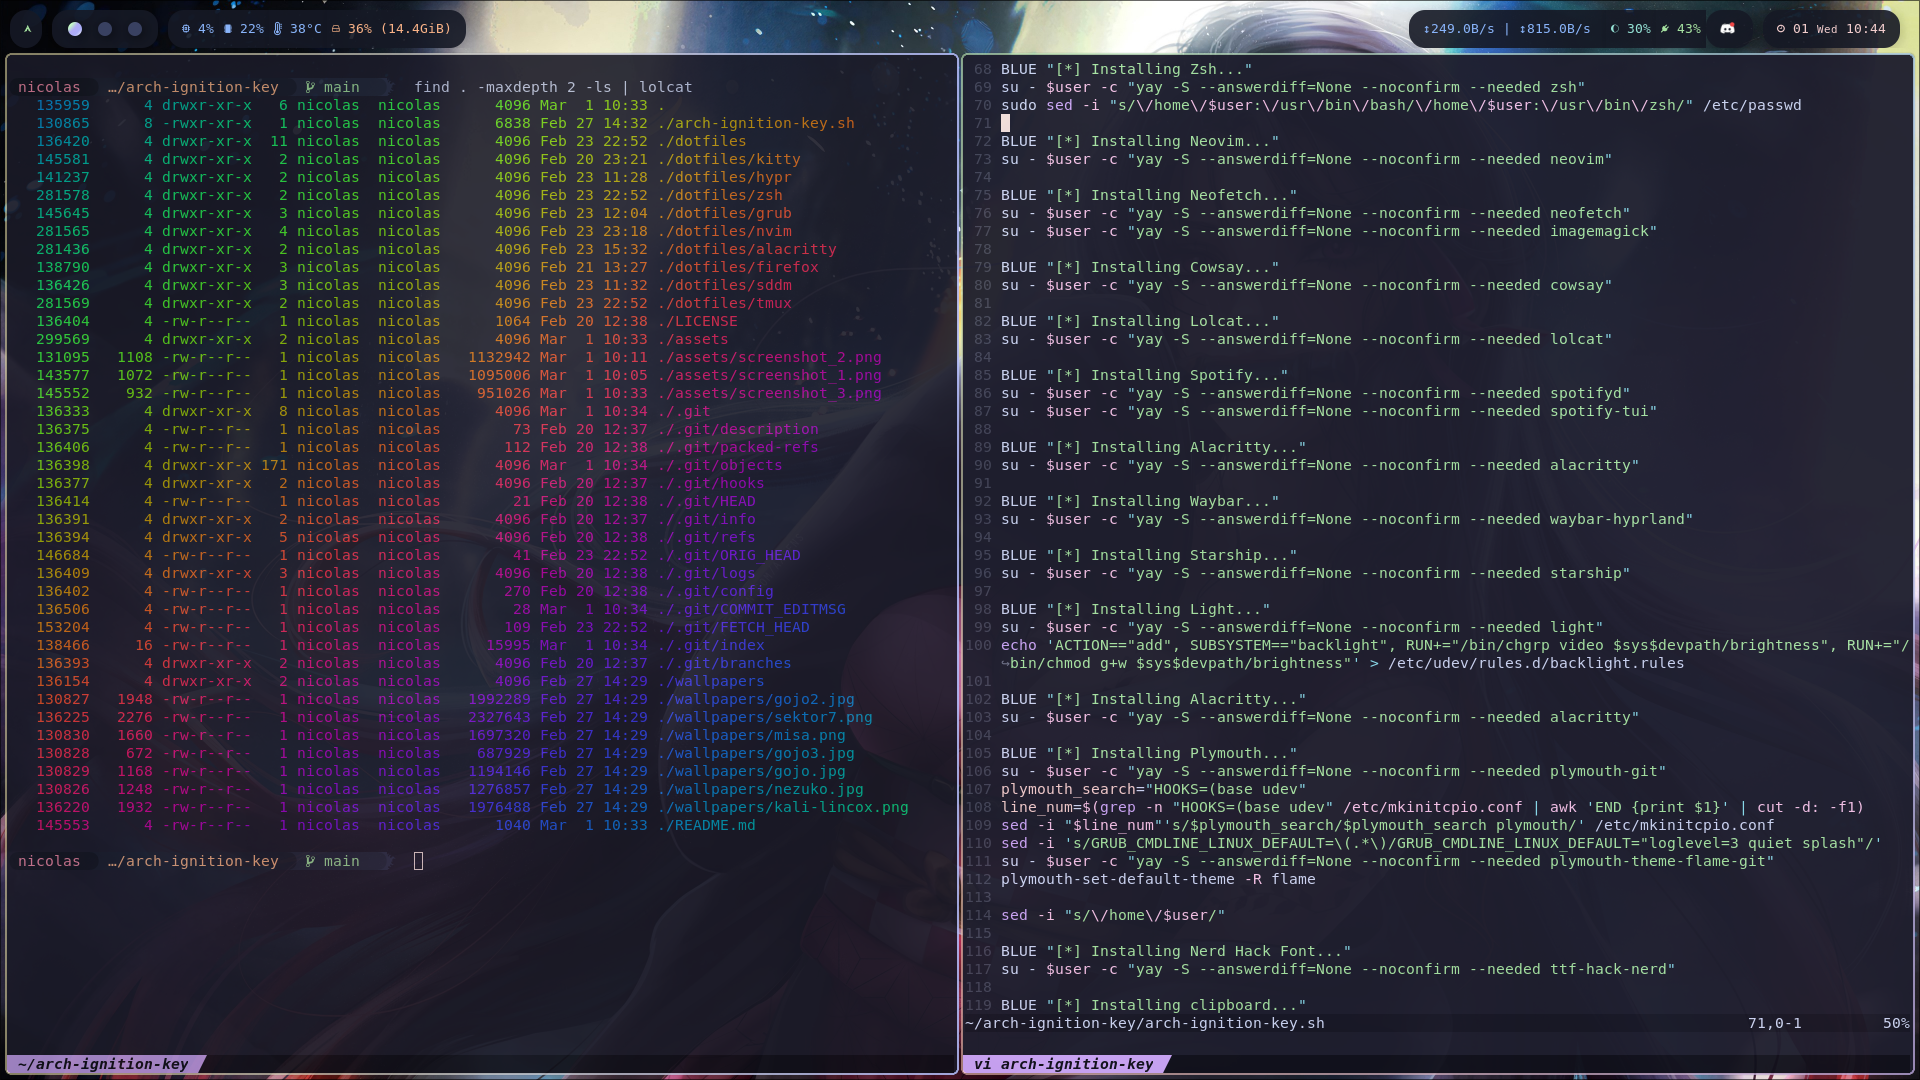 4% 22% 38°C 36% (14.4GiB)
↕249.0B/s | ↕815.0B/s 30% 43% 01 Wed 10:44
nicolas …/arch-ignition-key main find . -maxdepth 2 -ls | lolcat
135959 4 drwxr-xr-x 6 nicolas nicolas 4096 Mar 1 10:33 .
130865 8 -rwxr-xr-x 1 nicolas nicolas 6838 Feb 27 14:32 ./arch-ignition-key.sh
136420 4 drwxr-xr-x 11 nicolas nicolas 4096 Feb 23 22:52 ./dotfiles
145581 4 drwxr-xr-x 2 nicolas nicolas 4096 Feb 20 23:21 ./dotfiles/kitty
141237 4 drwxr-xr-x 2 nicolas nicolas 4096 Feb 23 11:28 ./dotfiles/hypr
281578 4 drwxr-xr-x 2 nicolas nicolas 4096 Feb 23 22:52 ./dotfiles/zsh
145645 4 drwxr-xr-x 3 nicolas nicolas 4096 Feb 23 12:04 ./dotfiles/grub
281565 4 drwxr-xr-x 4 nicolas nicolas 4096 Feb 23 23:18 ./dotfiles/nvim
281436 4 drwxr-xr-x 2 nicolas nicolas 4096 Feb 23 15:32 ./dotfiles/alacritty
138790 4 drwxr-xr-x 3 nicolas nicolas 4096 Feb 21 13:27 ./dotfiles/firefox
136426 4 drwxr-xr-x 3 nicolas nicolas 4096 Feb 23 11:32 ./dotfiles/sddm
281569 4 drwxr-xr-x 2 nicolas nicolas 4096 Feb 23 22:52 ./dotfiles/tmux
136404 4 -rw-r--r-- 1 nicolas nicolas 1064 Feb 20 12:38 ./LICENSE
299569 4 drwxr-xr-x 2 nicolas nicolas 4096 Mar 1 10:33 ./assets
131095 1108 -rw-r--r-- 1 nicolas nicolas 1132942 Mar 1 10:11 ./assets/screenshot_2.png
143577 1072 -rw-r--r-- 1 nicolas nicolas 1095006 Mar 1 10:05 ./assets/screenshot_1.png
145552 932 -rw-r--r-- 1 nicolas nicolas 951026 Mar 1 10:33 ./assets/screenshot_3.png
136333 4 drwxr-xr-x 8 nicolas nicolas 4096 Mar 1 10:34 ./.git
136375 4 -rw-r--r-- 1 nicolas nicolas 73 Feb 20 12:37 ./.git/description
136406 4 -rw-r--r-- 1 nicolas nicolas 112 Feb 20 12:38 ./.git/packed-refs
136398 4 drwxr-xr-x 171 nicolas nicolas 4096 Mar 1 10:34 ./.git/objects
136377 4 drwxr-xr-x 2 nicolas nicolas 4096 Feb 20 12:37 ./.git/hooks
136414 4 -rw-r--r-- 1 nicolas nicolas 21 Feb 20 12:38 ./.git/HEAD
136391 4 drwxr-xr-x 2 nicolas nicolas 4096 Feb 20 12:37 ./.git/info
136394 4 drwxr-xr-x 5 nicolas nicolas 4096 Feb 20 12:38 ./.git/refs
146684 4 -rw-r--r-- 1 nicolas nicolas 41 Feb 23 22:52 ./.git/ORIG_HEAD
136409 4 drwxr-xr-x 3 nicolas nicolas 4096 Feb 20 12:38 ./.git/logs
136402 4 -rw-r--r-- 1 nicolas nicolas 270 Feb 20 12:38 ./.git/config
136506 4 -rw-r--r-- 1 nicolas nicolas 28 Mar 1 10:34 ./.git/COMMIT_EDITMSG
153204 4 -rw-r--r-- 1 nicolas nicolas 109 Feb 23 22:52 ./.git/FETCH_HEAD
138466 16 -rw-r--r-- 1 nicolas nicolas 15995 Mar 1 10:34 ./.git/index
136393 4 drwxr-xr-x 2 nicolas nicolas 4096 Feb 20 12:37 ./.git/branches
136154 4 drwxr-xr-x 2 nicolas nicolas 4096 Feb 27 14:29 ./wallpapers
130827 1948 -rw-r--r-- 1 nicolas nicolas 1992289 Feb 27 14:29 ./wallpapers/gojo2.jpg
136225 2276 -rw-r--r-- 1 nicolas nicolas 2327643 Feb 27 14:29 ./wallpapers/sektor7.png
130830 1660 -rw-r--r-- 1 nicolas nicolas 1697320 Feb 27 14:29 ./wallpapers/misa.png
130828 672 -rw-r--r-- 1 nicolas nicolas 687929 Feb 27 14:29 ./wallpapers/gojo3.jpg
130829 1168 -rw-r--r-- 1 nicolas nicolas 1194146 Feb 27 14:29 ./wallpapers/gojo.jpg
130826 1248 -rw-r--r-- 1 nicolas nicolas 1276857 Feb 27 14:29 ./wallpapers/nezuko.jpg
136220 1932 -rw-r--r-- 1 nicolas nicolas 1976488 Feb 27 14:29 ./wallpapers/kali-lincox.png
145553 4 -rw-r--r-- 1 nicolas nicolas 1040 Mar 1 10:33 ./README.md
nicolas …/arch-ignition-key main
~/arch-ignition-key
68 BLUE "[*] Installing Zsh..."
69 su - $user -c "yay -S --answerdiff=None --noconfirm --needed zsh"
70 sudo sed -i "s/\/home\/$user:\/usr\/bin\/bash/\/home\/$user:\/usr\/bin\/zsh/" /etc/passwd
71
72 BLUE "[*] Installing Neovim..."
73 su - $user -c "yay -S --answerdiff=None --noconfirm --needed neovim"
74
75 BLUE "[*] Installing Neofetch..."
76 su - $user -c "yay -S --answerdiff=None --noconfirm --needed neofetch"
77 su - $user -c "yay -S --answerdiff=None --noconfirm --needed imagemagick"
78
79 BLUE "[*] Installing Cowsay..."
80 su - $user -c "yay -S --answerdiff=None --noconfirm --needed cowsay"
81
82 BLUE "[*] Installing Lolcat..."
83 su - $user -c "yay -S --answerdiff=None --noconfirm --needed lolcat"
84
85 BLUE "[*] Installing Spotify..."
86 su - $user -c "yay -S --answerdiff=None --noconfirm --needed spotifyd"
87 su - $user -c "yay -S --answerdiff=None --noconfirm --needed spotify-tui"
88
89 BLUE "[*] Installing Alacritty..."
90 su - $user -c "yay -S --answerdiff=None --noconfirm --needed alacritty"
91
92 BLUE "[*] Installing Waybar..."
93 su - $user -c "yay -S --answerdiff=None --noconfirm --needed waybar-hyprland"
94
95 BLUE "[*] Installing Starship..."
96 su - $user -c "yay -S --answerdiff=None --noconfirm --needed starship"
97
98 BLUE "[*] Installing Light..."
99 su - $user -c "yay -S --answerdiff=None --noconfirm --needed light"
100 echo 'ACTION=="add", SUBSYSTEM=="backlight", RUN+="/bin/chgrp video $sys$devpath/brightness", RUN+="/
↪bin/chmod g+w $sys$devpath/brightness"' > /etc/udev/rules.d/backlight.rules
101
102 BLUE "[*] Installing Alacritty..."
103 su - $user -c "yay -S --answerdiff=None --noconfirm --needed alacritty"
104
105 BLUE "[*] Installing Plymouth..."
106 su - $user -c "yay -S --answerdiff=None --noconfirm --needed plymouth-git"
107 plymouth_search="HOOKS=(base udev"
108 line_num=$(grep -n "HOOKS=(base udev" /etc/mkinitcpio.conf | awk 'END {print $1}' | cut -d: -f1)
109 sed -i "$line_num"'s/$plymouth_search/$plymouth_search plymouth/' /etc/mkinitcpio.conf
110 sed -i 's/GRUB_CMDLINE_LINUX_DEFAULT=\(.*\)/GRUB_CMDLINE_LINUX_DEFAULT="loglevel=3 quiet splash"/'
111 su - $user -c "yay -S --answerdiff=None --noconfirm --needed plymouth-theme-flame-git"
112 plymouth-set-default-theme -R flame
113
114 sed -i "s/\/home\/$user/"
115
116 BLUE "[*] Installing Nerd Hack Font..."
117 su - $user -c "yay -S --answerdiff=None --noconfirm --needed ttf-hack-nerd"
118
119 BLUE "[*] Installing clipboard..."
~/arch-ignition-key/arch-ignition-key.sh 71,0-1 50%
vi arch-ignition-key